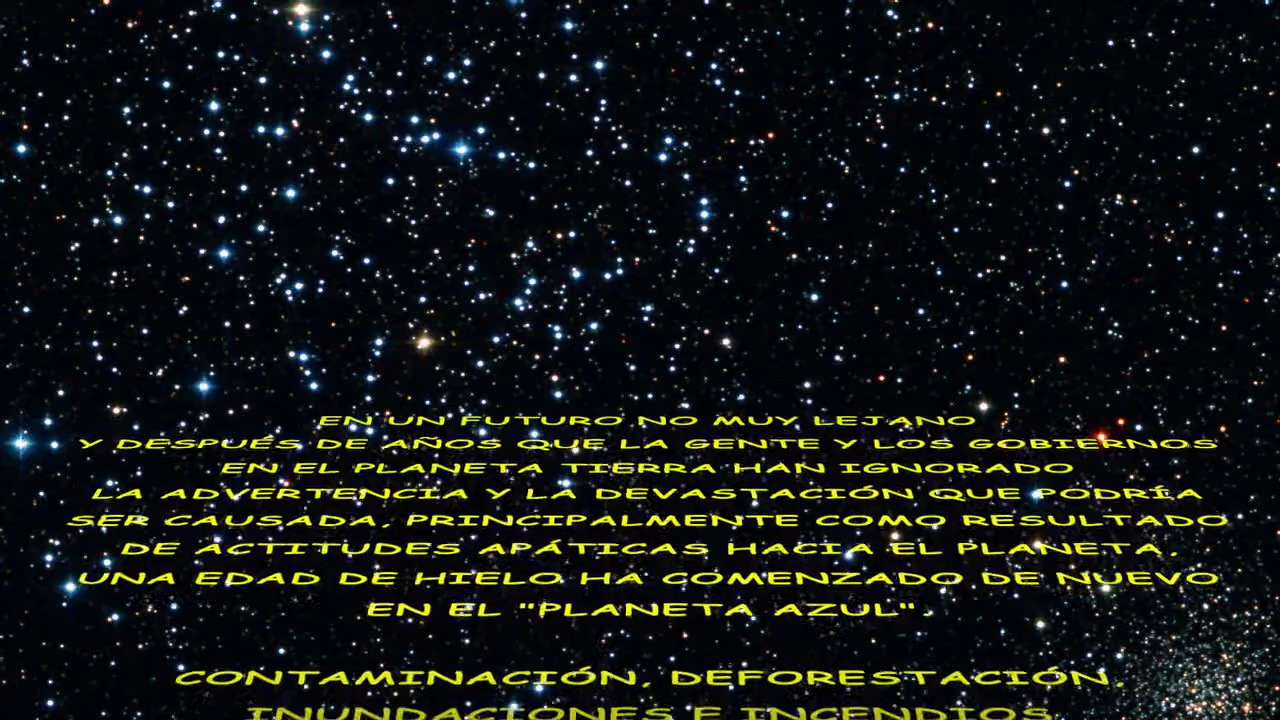 EN UN FUTURO NO MUY LEJANO
Y DESPUÉS DE AÑOS QUE LA GENTE Y LOS GOBIERNOS
EN EL PLANETA TIERRA HAN IGNORADO
LA ADVERTENCIA Y LA DEVASTACIÓN QUE PODRÍA
SER CAUSADA, PRINCIPALMENTE COMO RESULTADO
DE ACTITUDES APÁTICAS HACIA EL PLANETA,
UNA EDAD DE HIELO HA COMENZADO DE NUEVO
EN EL "PLANETA AZUL".
CONTAMINACIÓN, DEFORESTACIÓN,
INUNDACIONES E INCENDIOS